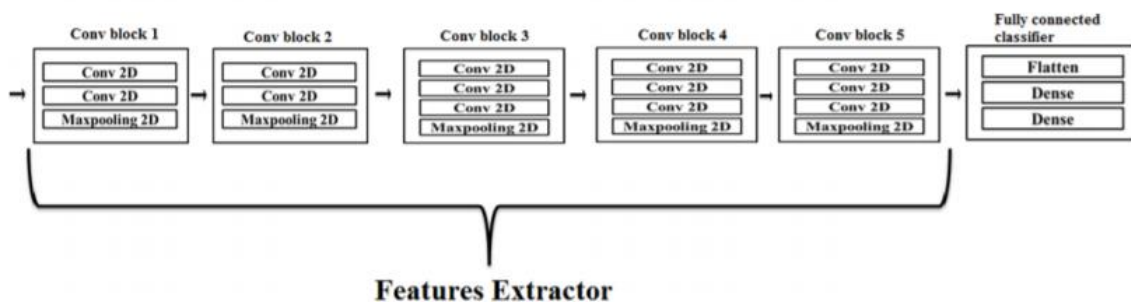 Conv block 1
Conv 2D
Conv 2D
Maxpooling 2D
Conv block 2
Conv 2D
Conv 2D
Maxpooling 2D
Conv block 3
Conv 2D
Conv 2D
Conv 2D
Maxpooling 2D
Conv block 4
Conv 2D
Conv 2D
Conv 2D
Maxpooling 2D
Conv block 5
Conv 2D
Conv 2D
Conv 2D
Maxpooling 2D
Fully connected
classifier
Flatten
Dense
Dense
Features Extractor